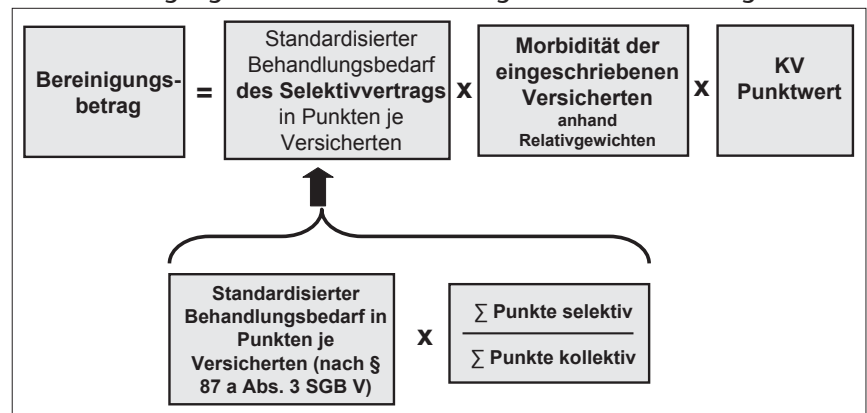 Bereinigungs-
betrag
=
Standardisierter
Behandlungsbedarf
des Selektivvertrags
in Punkten je
Versicherten
x
Morbidität der
eingeschriebenen
Versicherten
anhand
Relativgewichten
x
KV
Punktwert
Standardisierter
Behandlungsbedarf in
Punkten je
Versicherten (nach §
87 a Abs. 3 SGB V)
x
∑ Punkte selektiv
∑ Punkte kollektiv